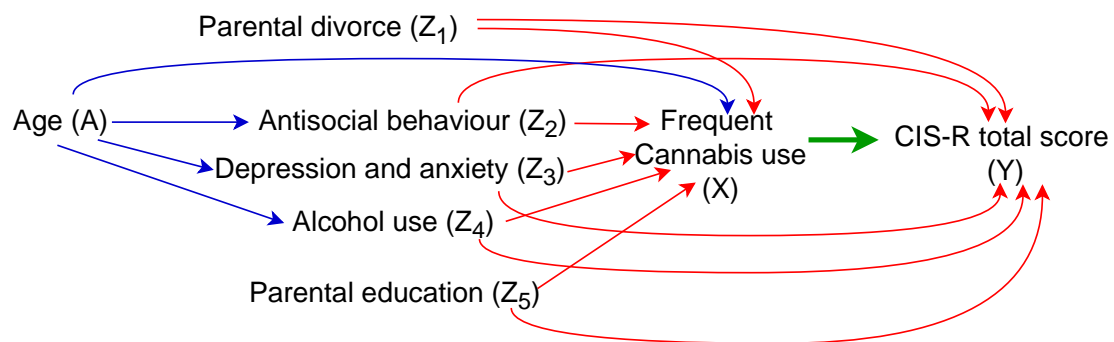 Parental divorce (Z1)
Age (A)
Antisocial behaviour (Z2)
Frequent
Cannabis use
(X)
CIS-R total score
(Y)
Depression and anxiety (Z3)
Alcohol use (Z4)
Parental education (Z5)